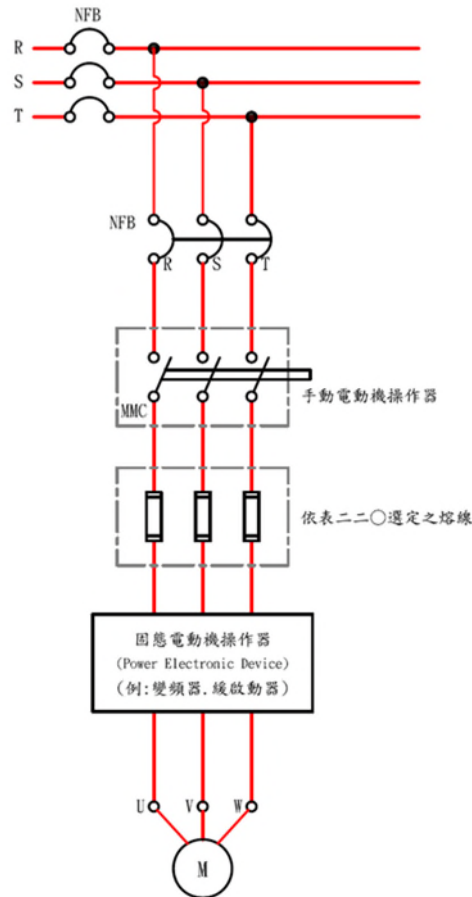 NFB
R
S
T
NFB
R S T
MMC
手動電動機操作器
依表二二○選定之熔線
固態電動機操作器
(Power Electronic Device)
(例:變頻器.緩啟動器)
U V W
M